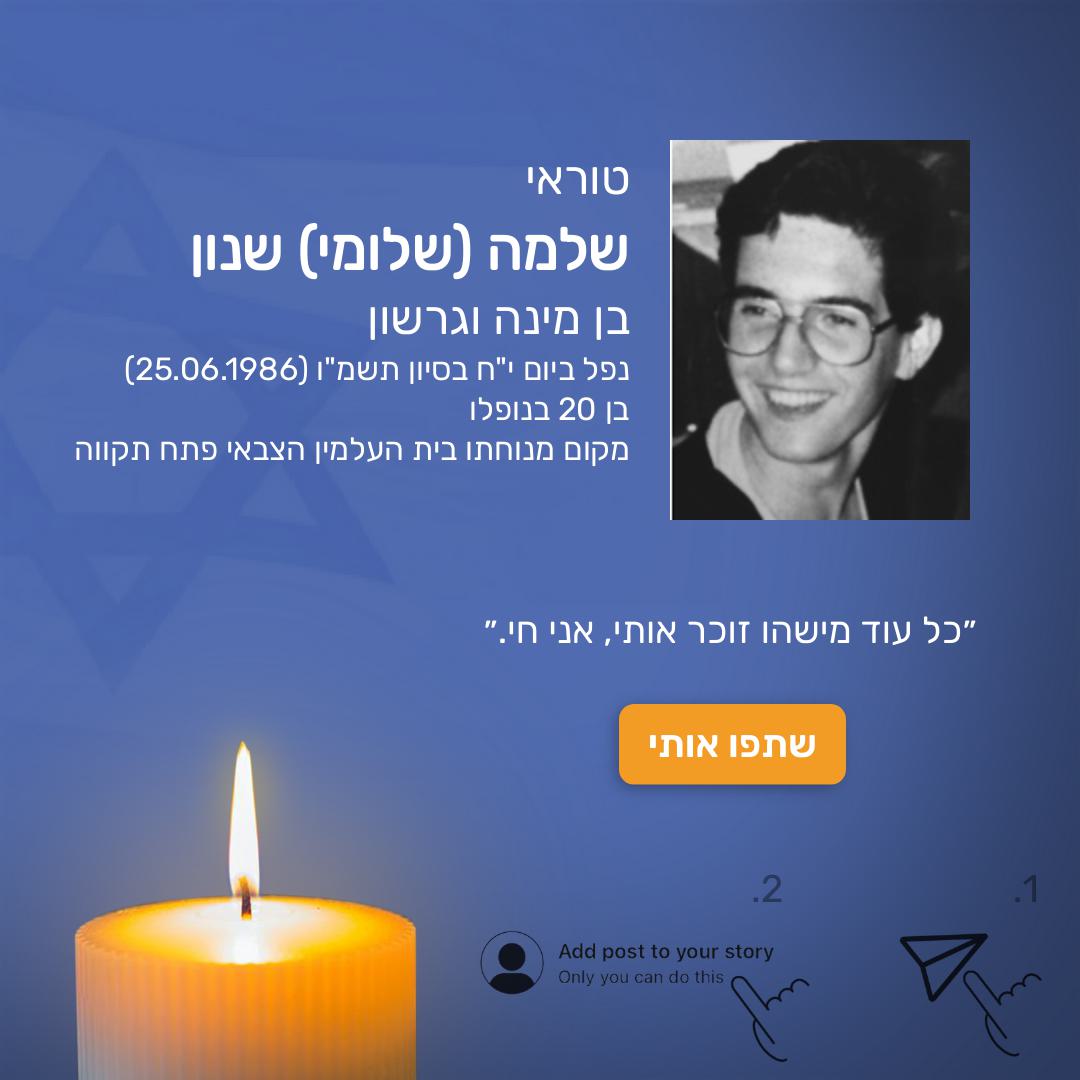 טוראי
שלמה (שלומי) שנון
בן מינה וגרשון
נפל ביום י"ח בסיון תשמ"ו (25.06.1986)
בן 20 בנופלו
מקום מנוחתו בית העלמין הצבאי פתח תקווה
״כל עוד מישהו זוכר אותי, אני חי.״
שתפו אותי
1.
2.
Add post to your story
Only you can do this